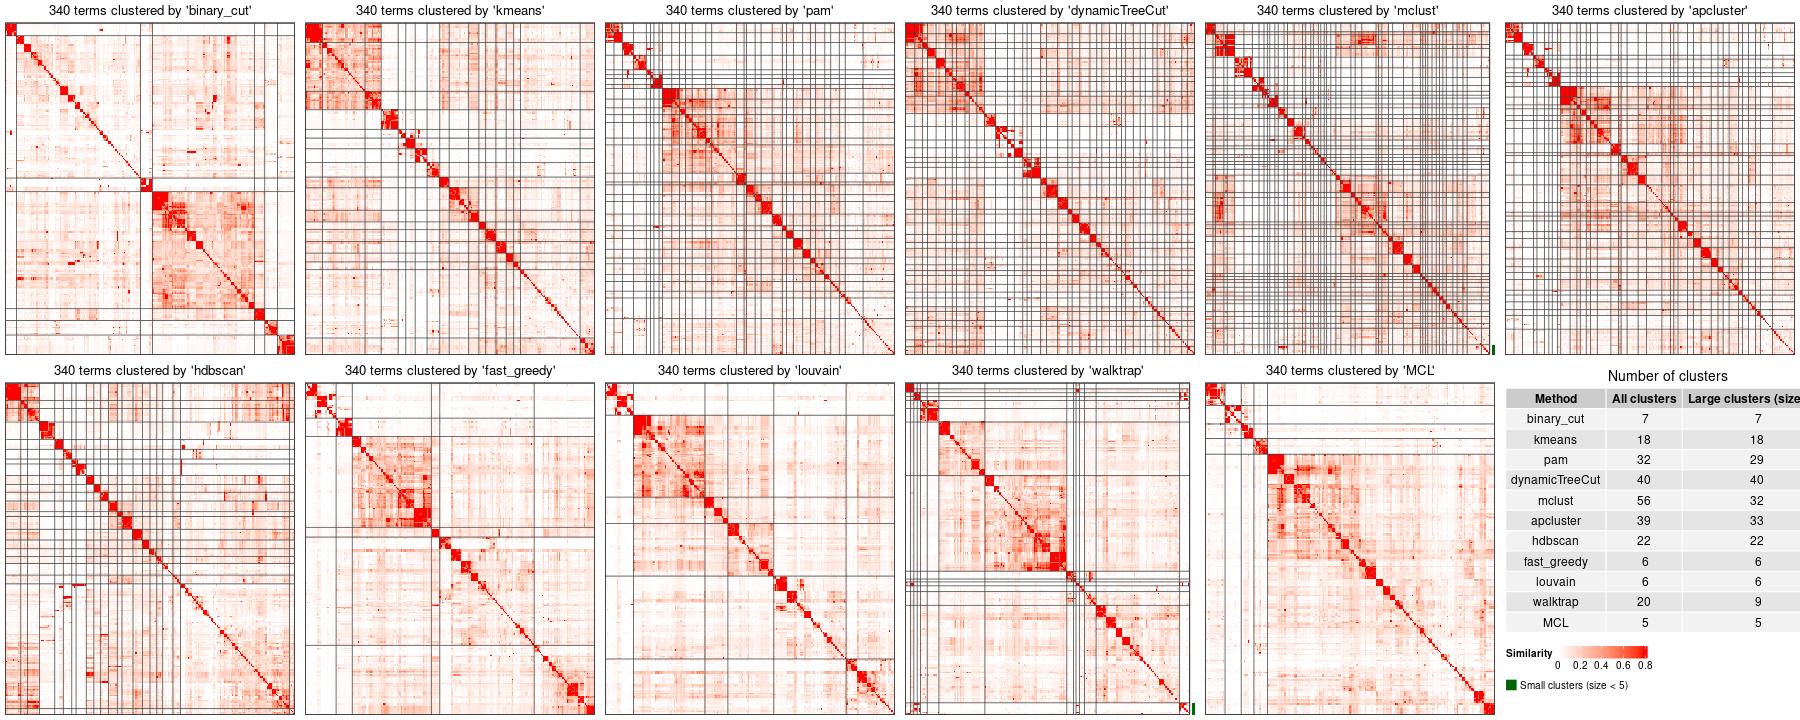 340 terms clustered by 'binary_cut'
340 terms clustered by 'kmeans'
340 terms clustered by 'pam'
340 terms clustered by 'dynamicTreeCut'
340 terms clustered by 'mclust'
340 terms clustered by 'apcluster'
340 terms clustered by 'hdbscan'
340 terms clustered by 'fast_greedy'
340 terms clustered by 'louvain'
340 terms clustered by 'walktrap'
340 terms clustered by 'MCL'
Number of clusters
Method All clusters Large clusters (size
binary_cut 7 7
kmeans 18 18
pam 32 29
dynamicTreeCut 40 40
mclust 56 32
apcluster 39 33
hdbscan 22 22
fast_greedy 6 6
louvain 6 6
walktrap 20 9
MCL 5 5
Similarity
0 0.2 0.4 0.6 0.8
Small clusters (size < 5)